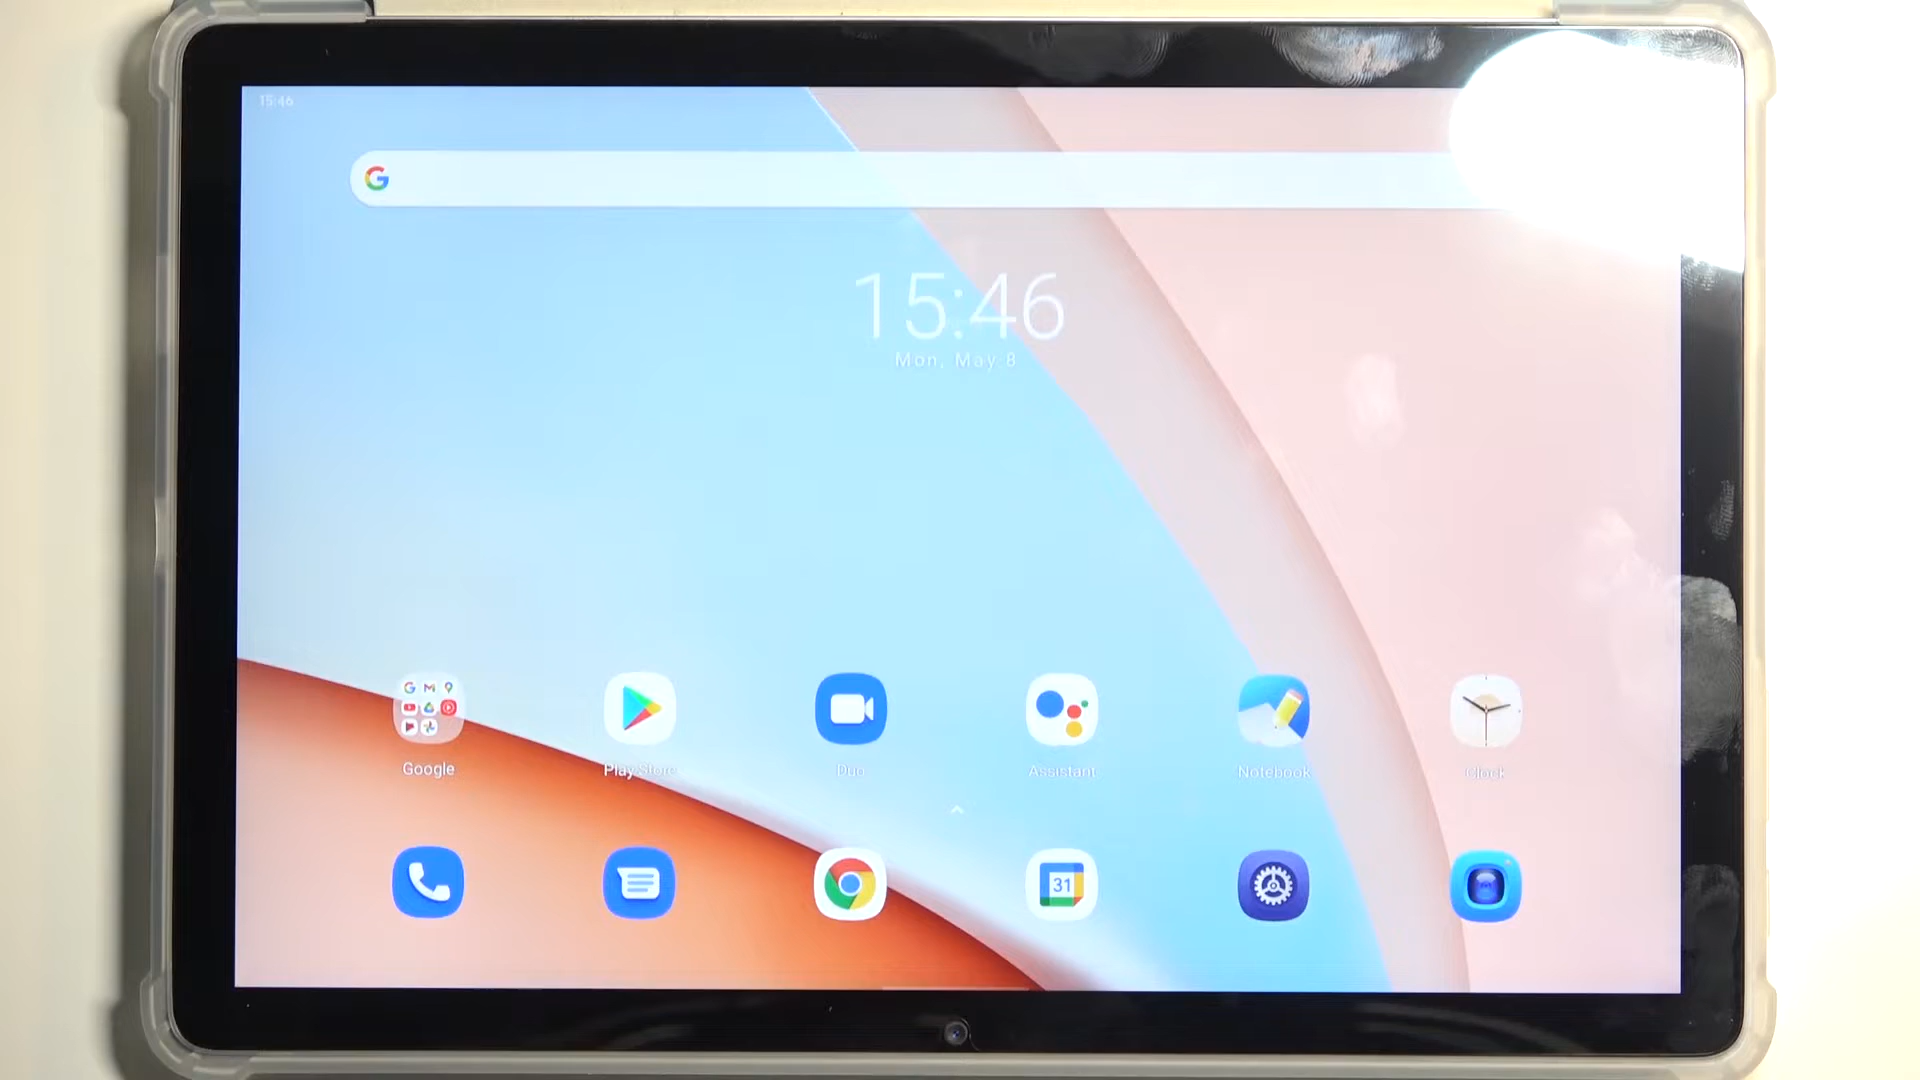 15:46
15:46
Mon, May 8
Google
Play Store
Duo
Assistant
Notebook
Clock
31